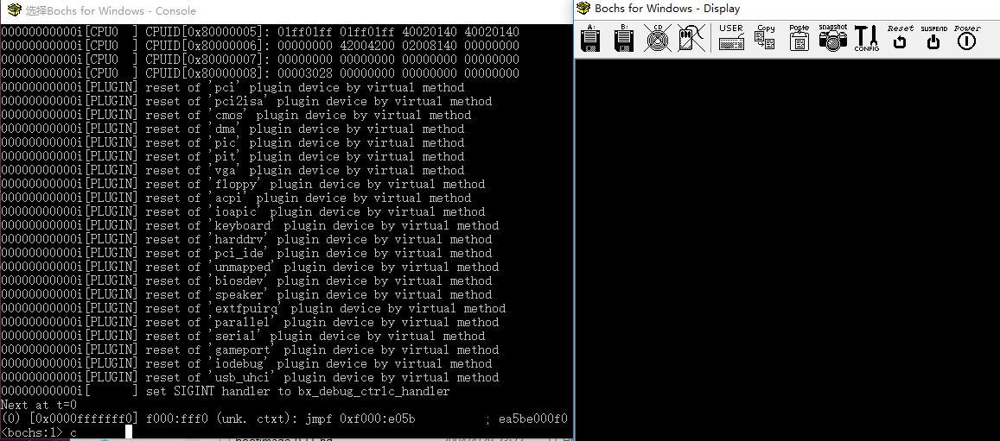 选择Bochs for Windows - Console
00000000000i[CPU0  ] CPUID[0x80000005]: 01ff01ff 01ff01ff 40020140 40020140
00000000000i[CPU0  ] CPUID[0x80000006]: 00000000 42004200 02008140 00000000
00000000000i[CPU0  ] CPUID[0x80000007]: 00000000 00000000 00000000 00000000
00000000000i[CPU0  ] CPUID[0x80000008]: 00003028 00000000 00000000 00000000
00000000000i[PLUGIN] reset of 'pci' plugin device by virtual method
00000000000i[PLUGIN] reset of 'pci2isa' plugin device by virtual method
00000000000i[PLUGIN] reset of 'cmos' plugin device by virtual method
00000000000i[PLUGIN] reset of 'dma' plugin device by virtual method
00000000000i[PLUGIN] reset of 'pic' plugin device by virtual method
00000000000i[PLUGIN] reset of 'pit' plugin device by virtual method
00000000000i[PLUGIN] reset of 'vga' plugin device by virtual method
00000000000i[PLUGIN] reset of 'floppy' plugin device by virtual method
00000000000i[PLUGIN] reset of 'acpi' plugin device by virtual method
00000000000i[PLUGIN] reset of 'ioapic' plugin device by virtual method
00000000000i[PLUGIN] reset of 'keyboard' plugin device by virtual method
00000000000i[PLUGIN] reset of 'harddrv' plugin device by virtual method
00000000000i[PLUGIN] reset of 'pci_ide' plugin device by virtual method
00000000000i[PLUGIN] reset of 'unmapped' plugin device by virtual method
00000000000i[PLUGIN] reset of 'biosdev' plugin device by virtual method
00000000000i[PLUGIN] reset of 'speaker' plugin device by virtual method
00000000000i[PLUGIN] reset of 'extfpuirq' plugin device by virtual method
00000000000i[PLUGIN] reset of 'parallel' plugin device by virtual method
00000000000i[PLUGIN] reset of 'serial' plugin device by virtual method
00000000000i[PLUGIN] reset of 'gameport' plugin device by virtual method
00000000000i[PLUGIN] reset of 'iodebug' plugin device by virtual method
00000000000i[PLUGIN] reset of 'usb_uhci' plugin device by virtual method
00000000000i[      ] set SIGINT handler to bx_debug_ctrlc_handler
Next at t=0
(0) [0x0000fffffff0] f000:fff0 (unk. ctxt): jmpf 0xf000:e05b          ; ea5be000f0
<bochs:1> c
Bochs for Windows - Display
A: B: CD USER Copy Paste snapshot CONFIG Reset SUSPEND Power